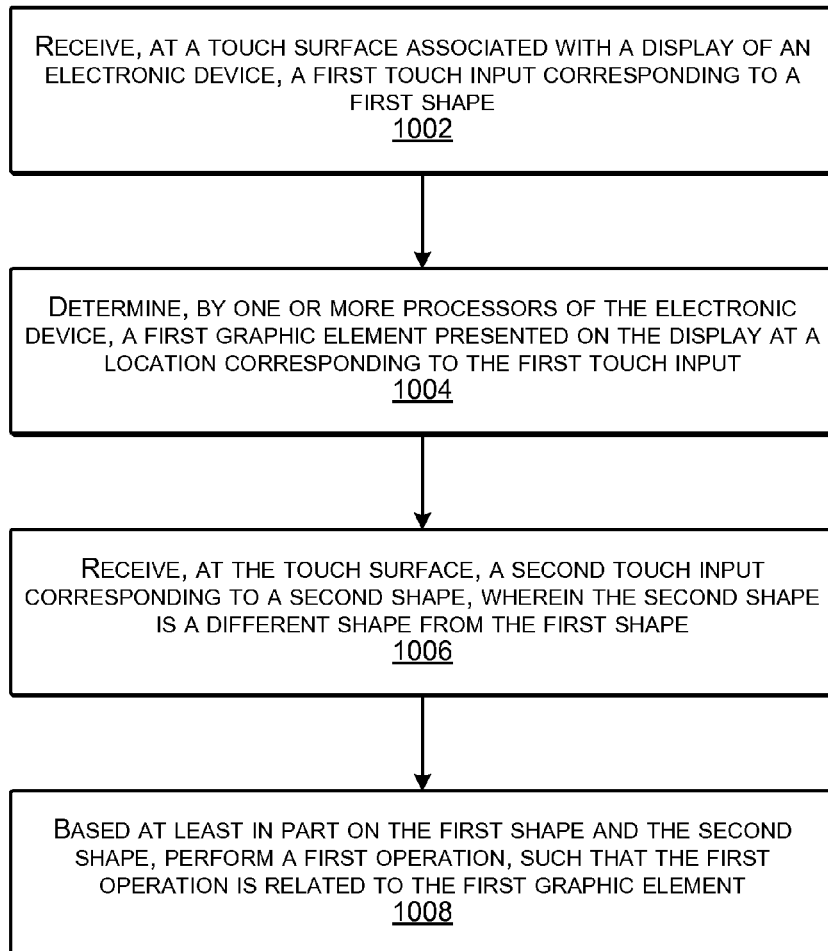 RECEIVE, AT A TOUCH SURFACE ASSOCIATED WITH A DISPLAY OF AN
ELECTRONIC DEVICE, A FIRST TOUCH INPUT CORRESPONDING TO A
FIRST SHAPE
1002
DETERMINE, BY ONE OR MORE PROCESSORS OF THE ELECTRONIC
DEVICE, A FIRST GRAPHIC ELEMENT PRESENTED ON THE DISPLAY AT A
LOCATION CORRESPONDING TO THE FIRST TOUCH INPUT
1004
RECEIVE, AT THE TOUCH SURFACE, A SECOND TOUCH INPUT
CORRESPONDING TO A SECOND SHAPE, WHEREIN THE SECOND SHAPE
IS A DIFFERENT SHAPE FROM THE FIRST SHAPE
1006
BASED AT LEAST IN PART ON THE FIRST SHAPE AND THE SECOND
SHAPE, PERFORM A FIRST OPERATION, SUCH THAT THE FIRST
OPERATION IS RELATED TO THE FIRST GRAPHIC ELEMENT
1008